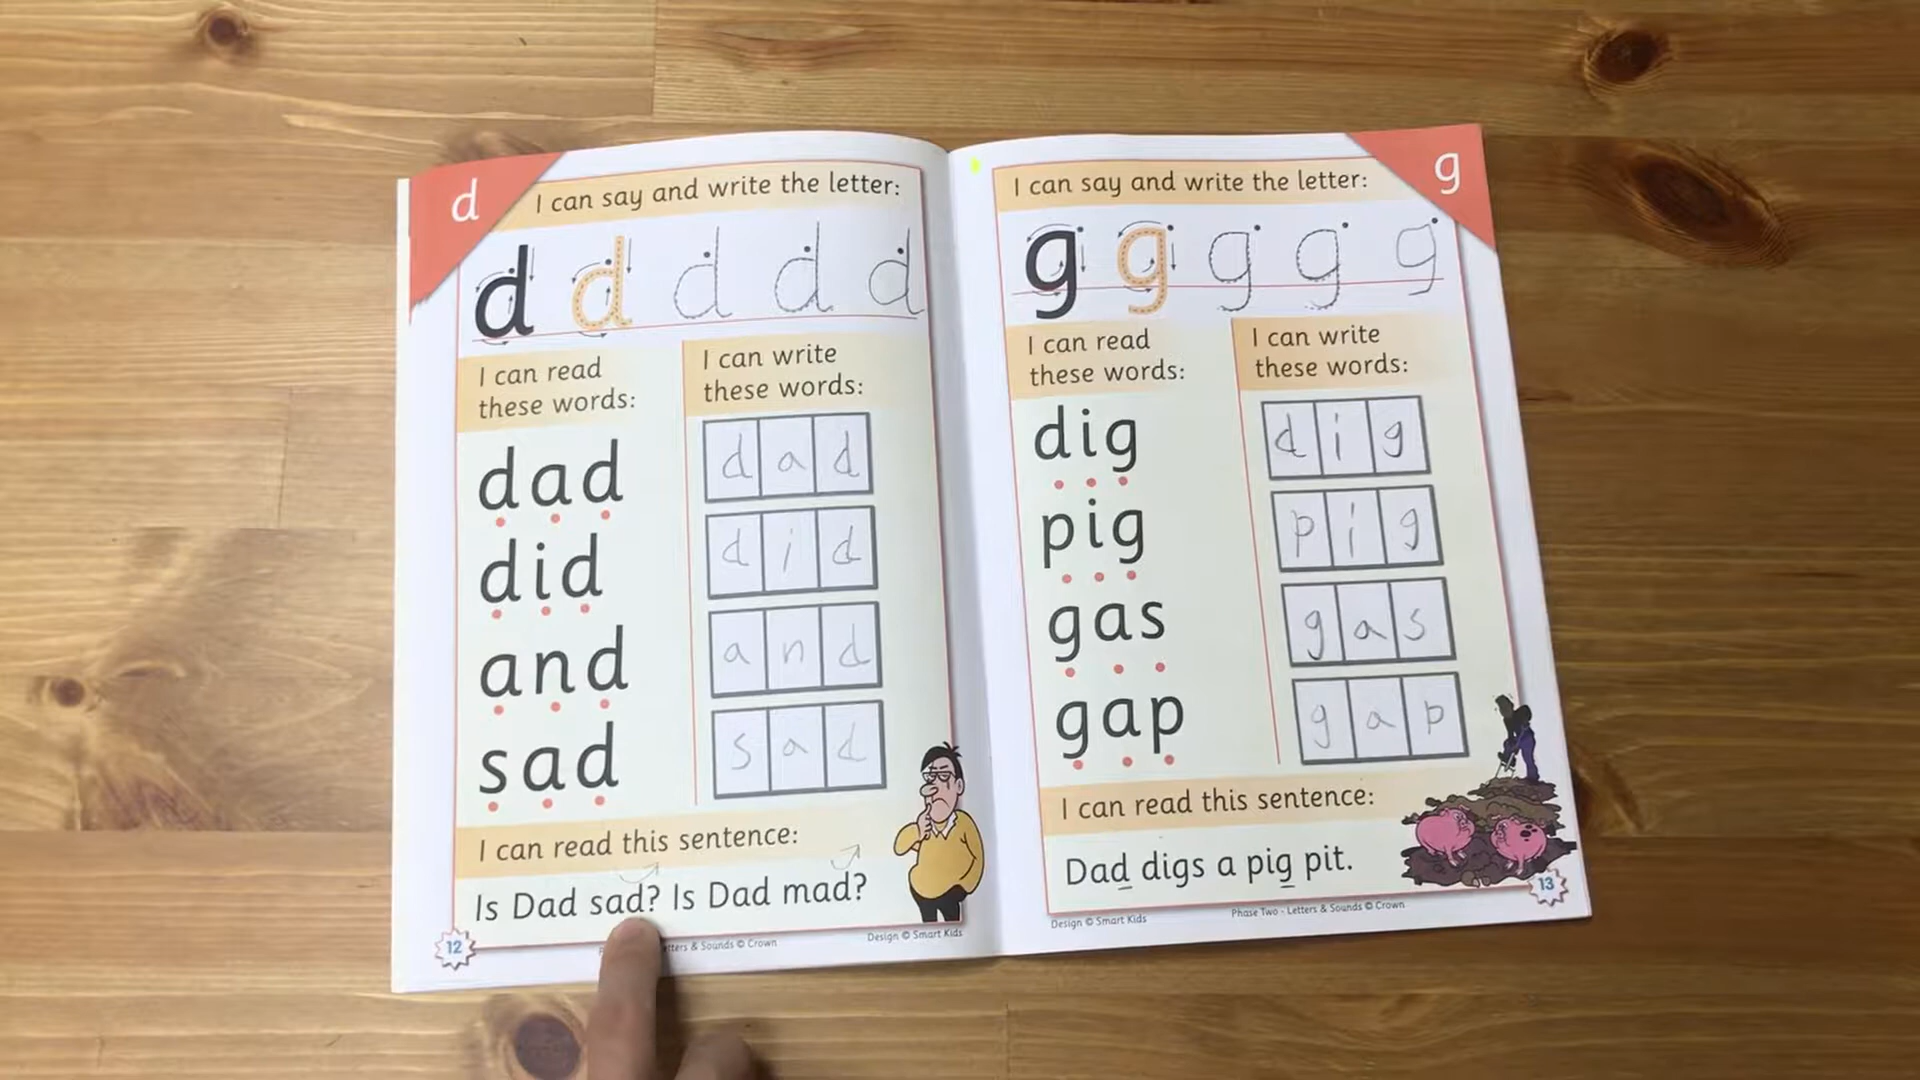 d
I can say and write the letter:
d d d d d
I can read
these words:
dad
did
and
sad
I can write
these words:
d a d
d i d
a n d
s a d
I can read this sentence:
Is Dad sad? Is Dad mad?
12
Letters & Sounds © Crown
Design © Smart Kids
g
I can say and write the letter:
g g g g g
I can read
these words:
dig
pig
gas
gap
I can write
these words:
d i g
p i g
g a s
g a p
I can read this sentence:
Dad digs a pig pit.
13
Design © Smart Kids
Phase Two - Letters & Sounds © Crown